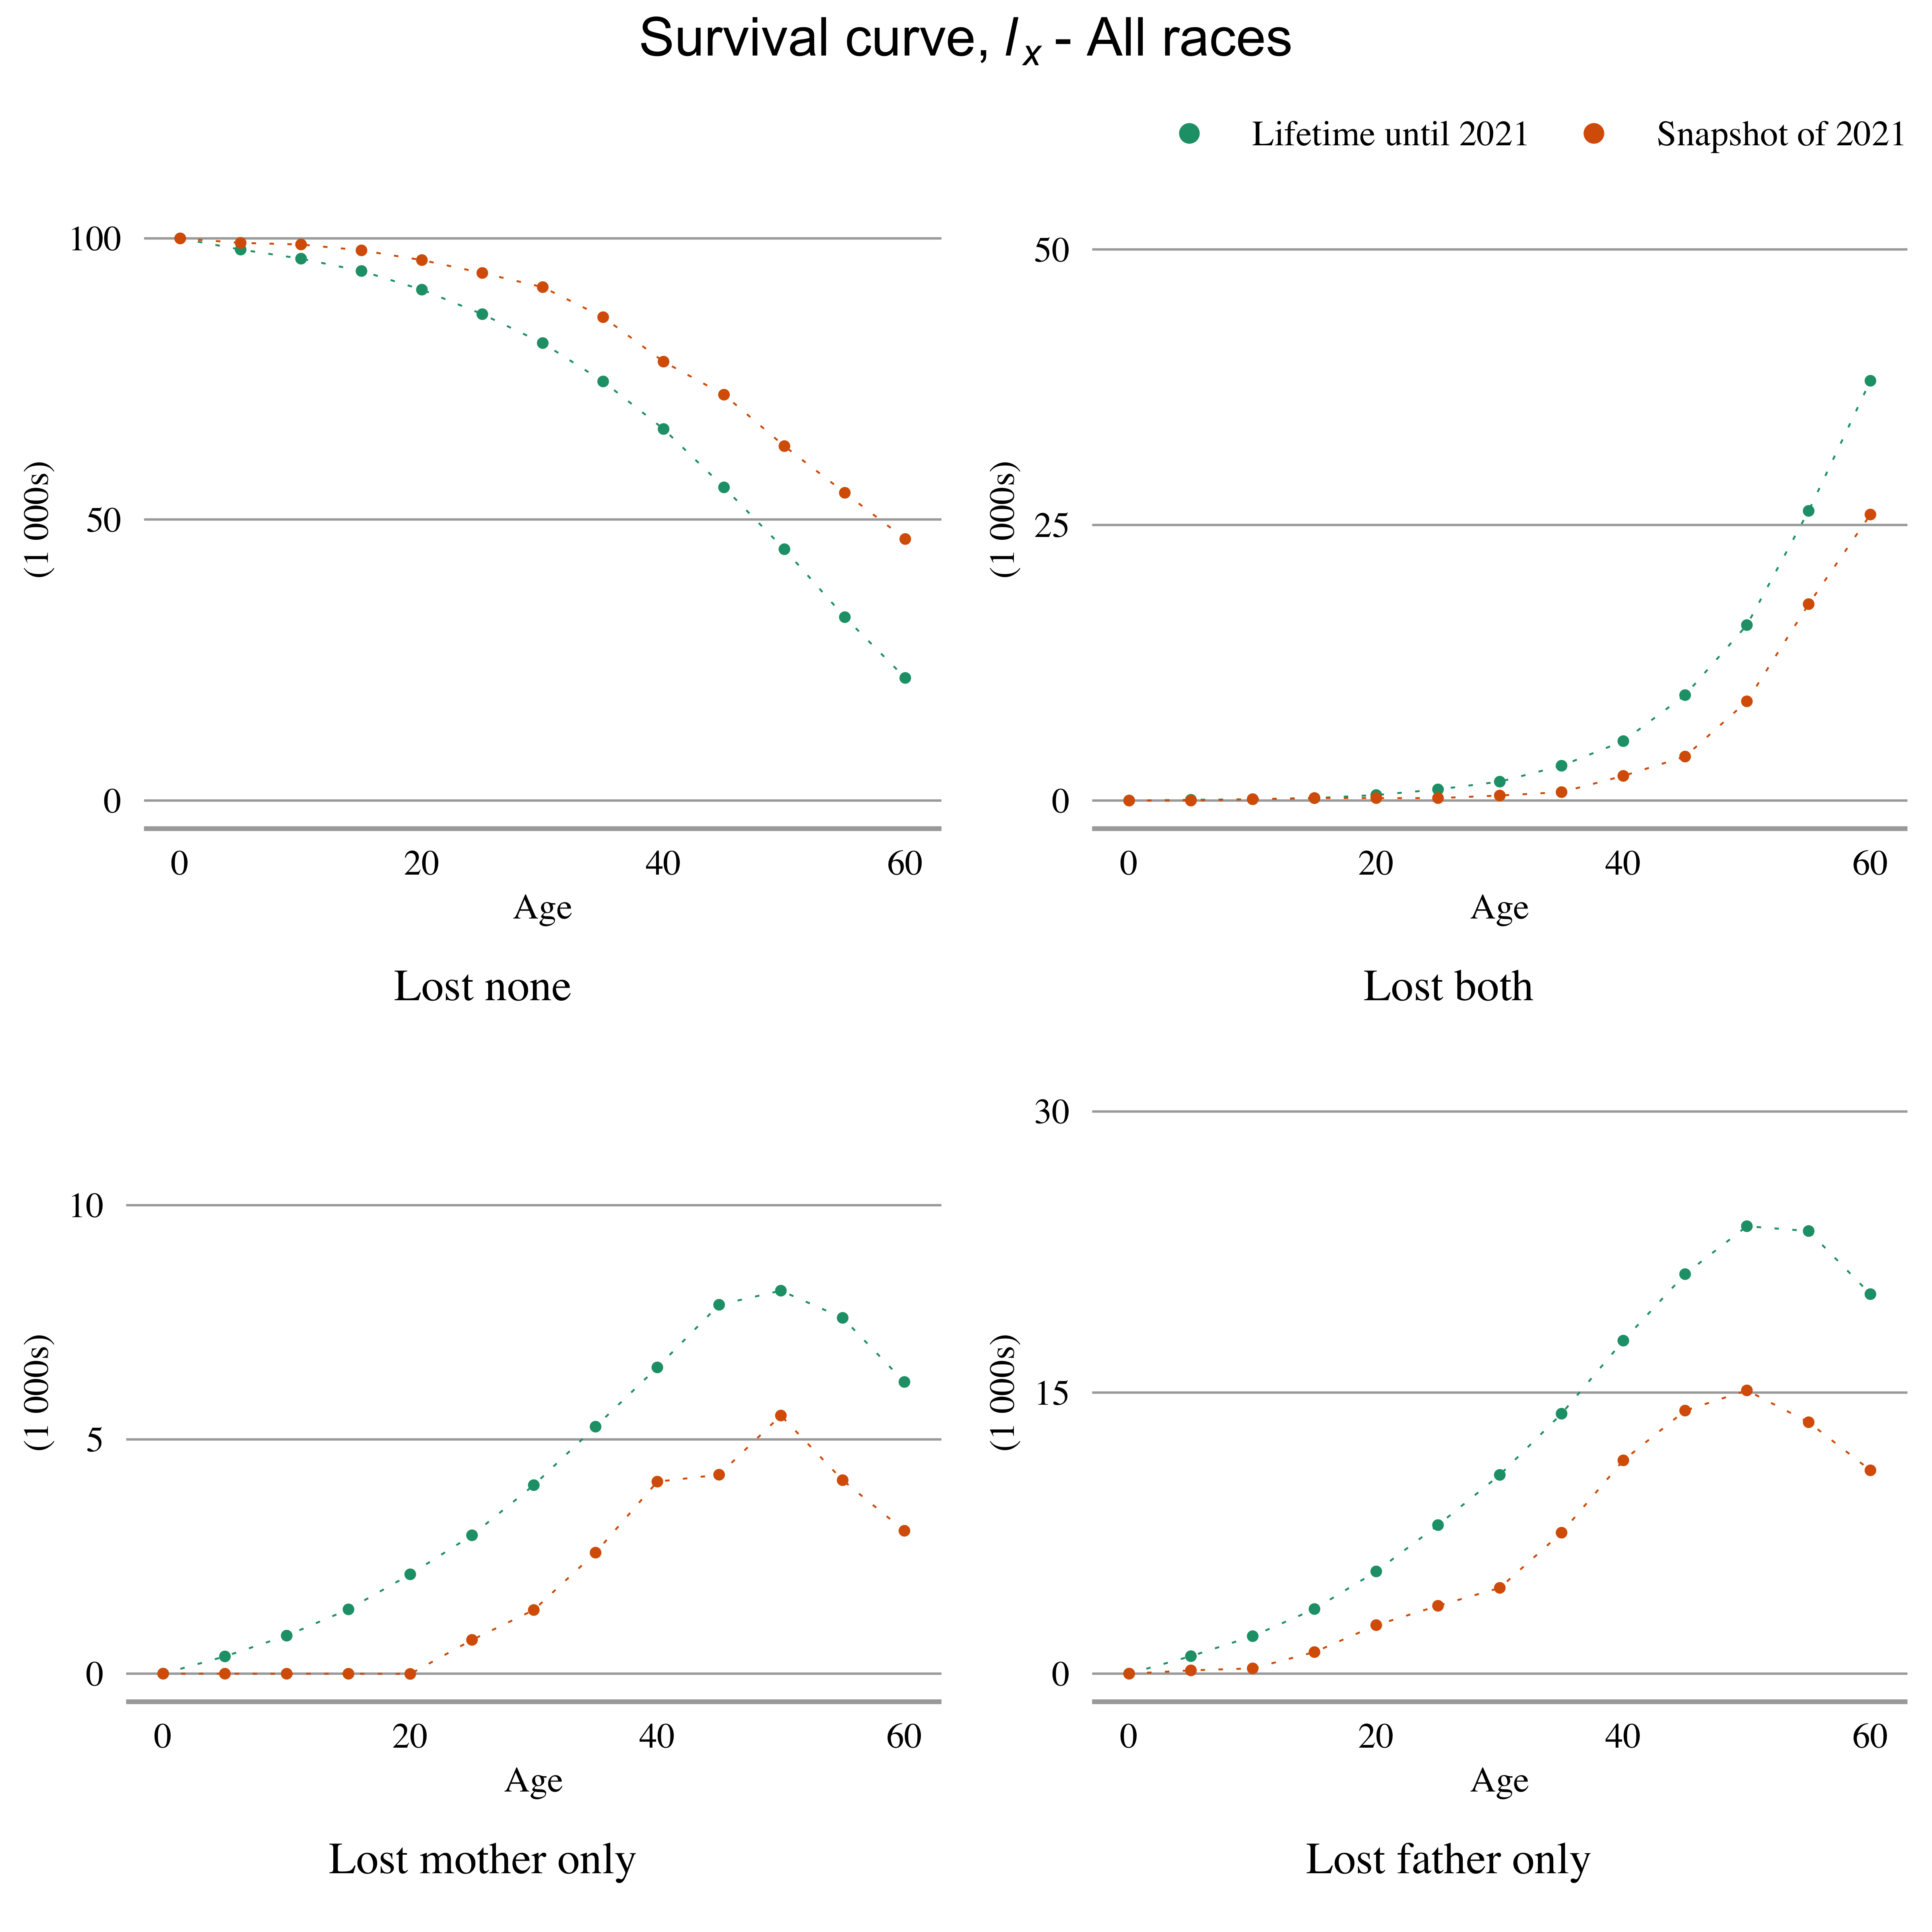 Survival curve, l x - All races
Lifetime until 2021 Snapshot of 2021
100
50
0
(1 000s)
0 20 40 60
Age
Lost none
50
25
0
(1 000s)
0 20 40 60
Age
Lost both
10
5
0
(1 000s)
0 20 40 60
Age
Lost mother only
30
15
0
(1 000s)
0 20 40 60
Age
Lost father only